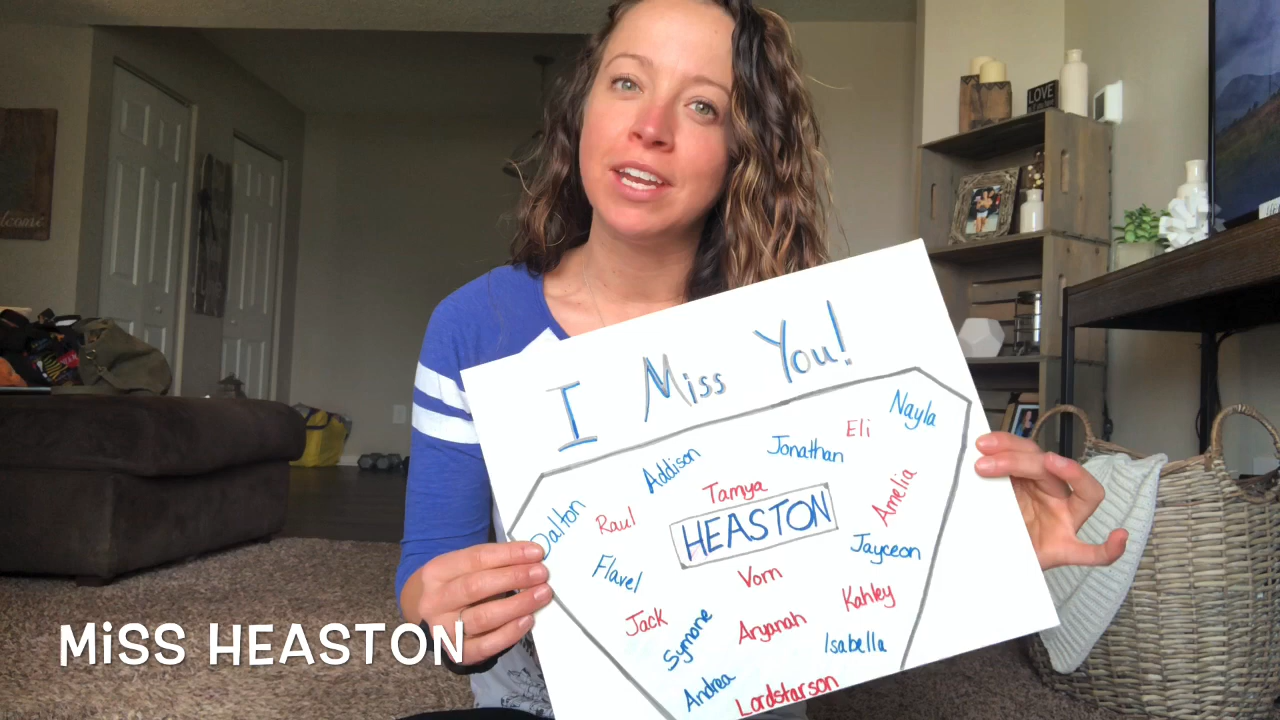 I Miss You!
Nayla
Eli
Jonathan
Addison
Tamya
Amelia
Dalton
Raul
HEASTON
Jayceon
Flavel
Vorn
Kahley
Jack
Symone
Aryanah
Isabella
Andrea
Lordstarson
MiSS HEASTON
LOVE
elcome